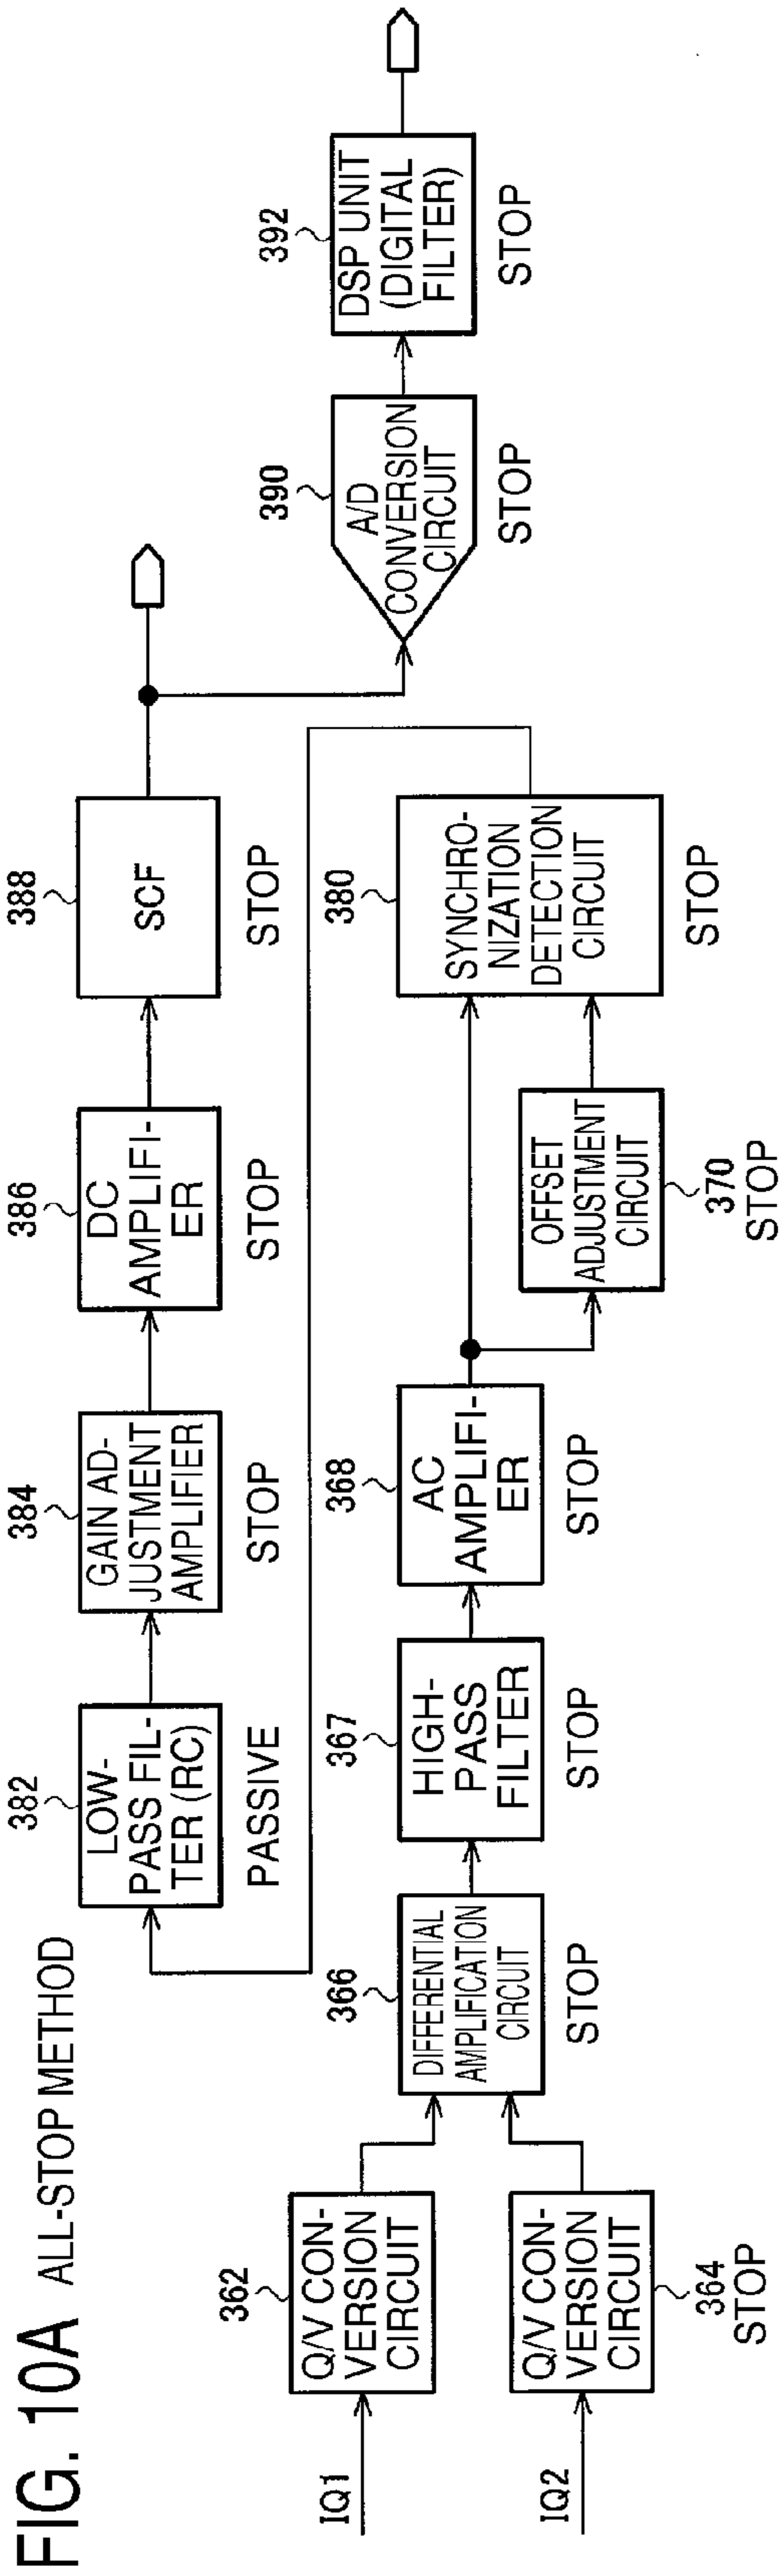 FIG. 10A
ALL-STOP METHOD
382
LOW-
PASS FIL-
TER (RC)
PASSIVE
384
GAIN AD-
JUSTMENT
AMPLIFIER
STOP
386
DC
AMPLIFI-
ER
STOP
388
SCF
STOP
IQ1
362
Q/V CON-
VERSION
CIRCUIT
IQ2
Q/V CON-
VERSION
CIRCUIT
364
STOP
366
DIFFERENTIAL
AMPLIFICATION
CIRCUIT
STOP
367
HIGH-
PASS
FILTER
STOP
368
AC
AMPLIFI-
ER
STOP
OFFSET
ADJUSTMENT
CIRCUIT
370
STOP
380
SYNCHRO-
NIZATION
DETECTION
CIRCUIT
STOP
390
A/D
CONVERSION
CIRCUIT
STOP
392
DSP UNIT
(DIGITAL
FILTER)
STOP